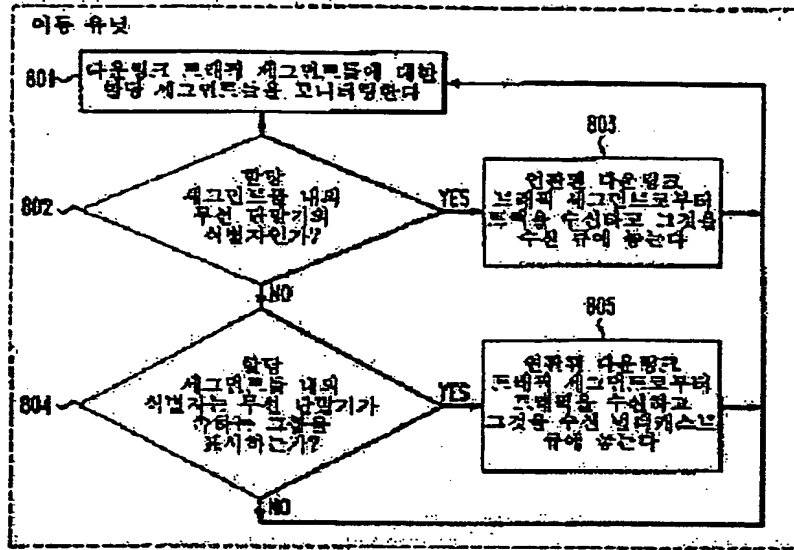 이동 유닛
801
다운링크 트래픽 세그먼트들에 대한
할당 세그먼트들을 모니터링한다
802
할당
세그먼트들 내의
무선 단말기의
식별자인가?
YES
803
연관된 다운링크
트래픽 세그먼트로부터
트래픽을 수신하고 그것을
수신 큐에 놓는다
NO
804
할당
세그먼트들 내의
식별자는 무선 단말기가
속하는 그룹을
표시하는가?
YES
805
연관된 다운링크
트래픽 세그먼트로부터
트래픽을 수신하고
그것을 수신 멀티캐스트
큐에 놓는다
NO